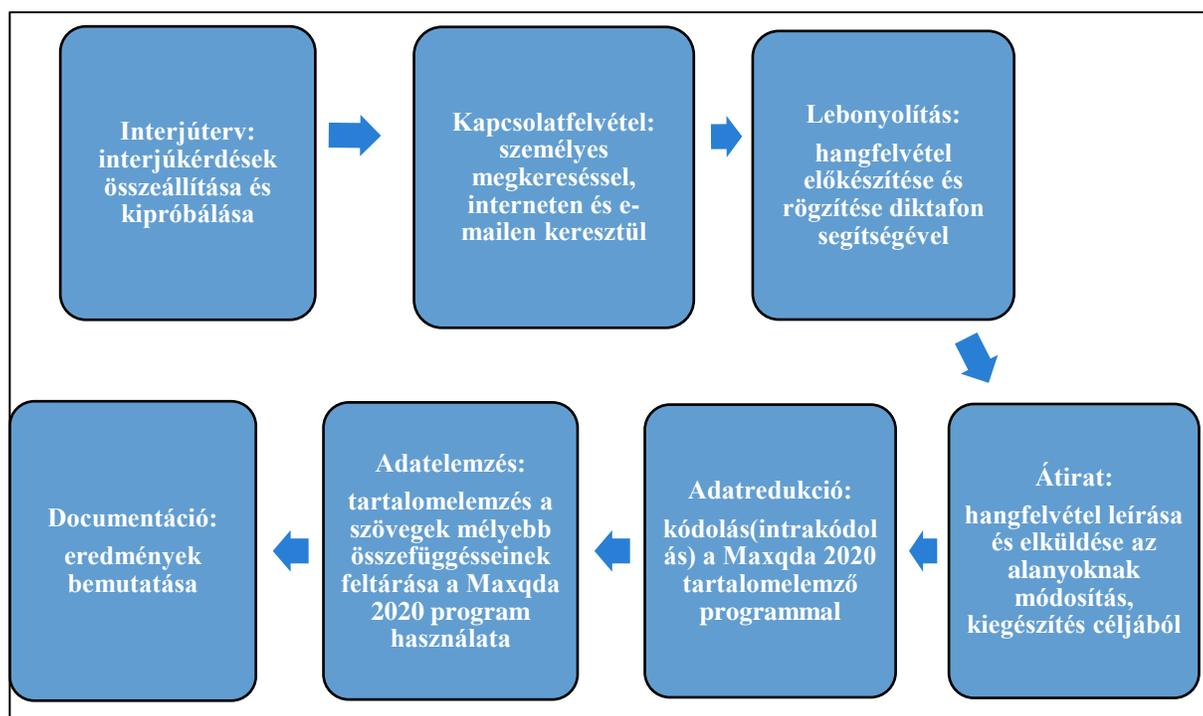 Interjúterv:
interjúkérdések
összeállítása és
kipróbálása
Kapcsolatfelvétel:
személyes
megkereséssel,
interneten és e-
mailen keresztül
Lebonyolítás:
hangfelvétel
előkészítése és
rögzítése diktafon
segítségével
Átirat:
hangfelvétel leírása
és elküldése az
alanyoknak
módosítás,
kiegészítés céljából
Adatredukció:
kódolás(intrakódol
ás) a Maxqda 2020
tartalomelemző
programmal
Adatelemzés:
tartalomelemzés a
szövegek mélyebb
összefüggésseinek
feltárása a Maxqda
2020 program
használata
Documentáció:
eredmények
bemutatása